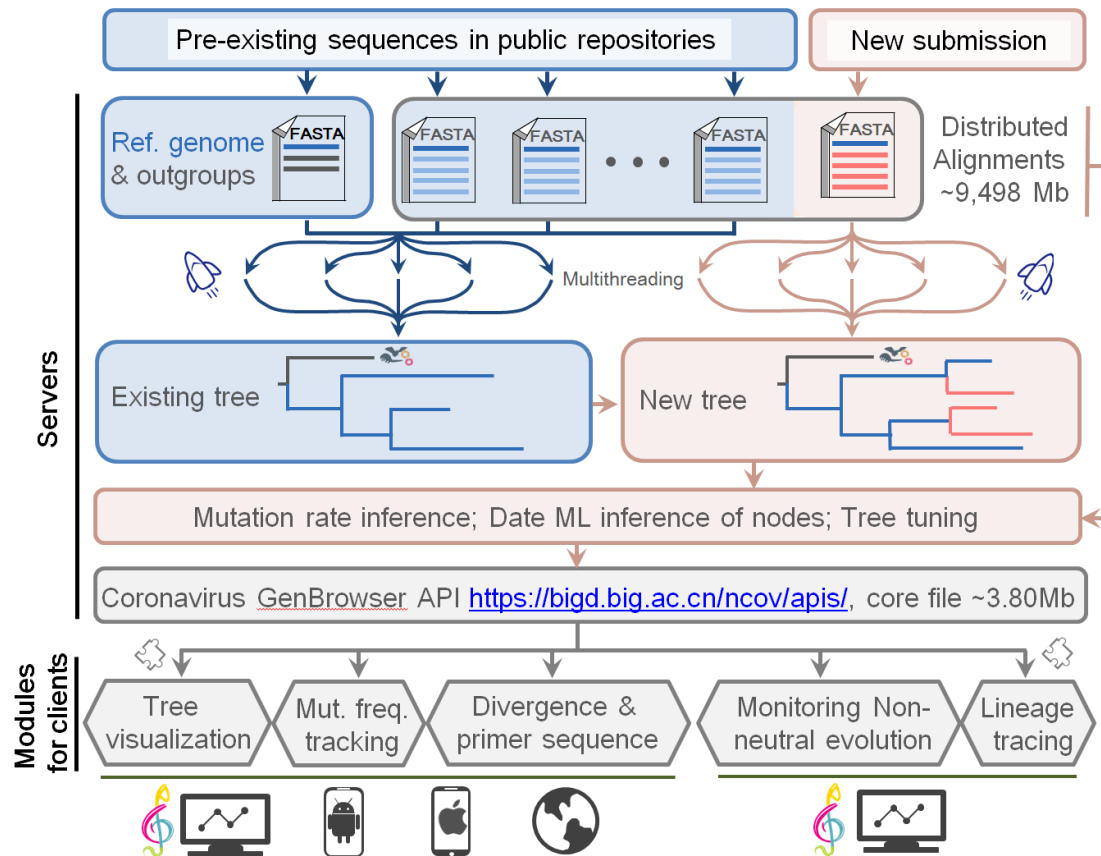 Pre-existing sequences in public repositories
New submission
Servers
Ref. genome
& outgroups
FASTA
FASTA
FASTA
FASTA
FASTA
Distributed
Alignments
~9,498 Mb
Multithreading
Existing tree
New tree
Mutation rate inference; Date ML inference of nodes; Tree tuning
Coronavirus GenBrowser API https://bigd.big.ac.cn/ncov/apis/, core file ~3.80Mb
Modules
for clients
Tree
visualization
Mut. freq.
tracking
Divergence &
primer sequence
Monitoring Non-
neutral evolution
Lineage
tracing